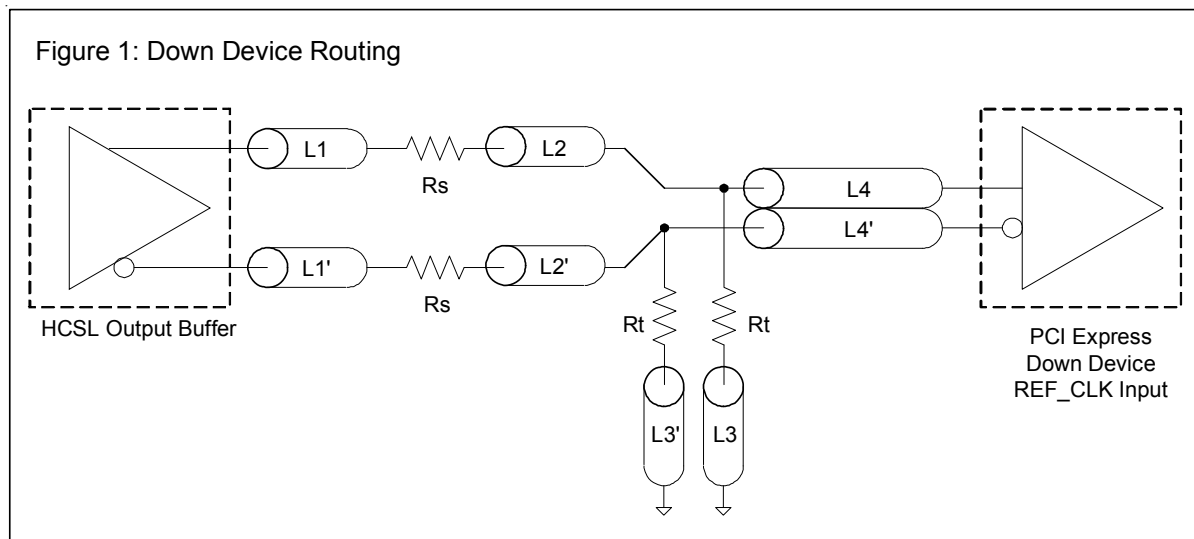 Figure 1: Down Device Routing
L1
Rs
L2
L4
L4'
L1'
Rs
L2'
HCSL Output Buffer
Rt
Rt
L3'
L3
PCI Express
Down Device
REF_CLK Input